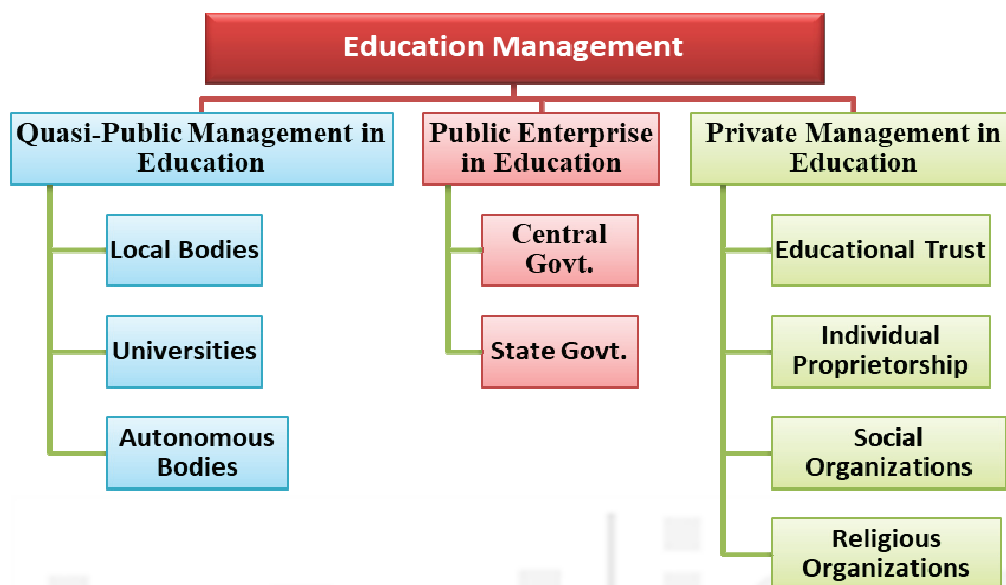 Education Management
Quasi-Public Management in
Education
Local Bodies
Universities
Autonomous
Bodies
Public Enterprise
in Education
Central
Govt.
State Govt.
Private Management in
Education
Educational Trust
Individual
Proprietorship
Social
Organizations
Religious
Organizations